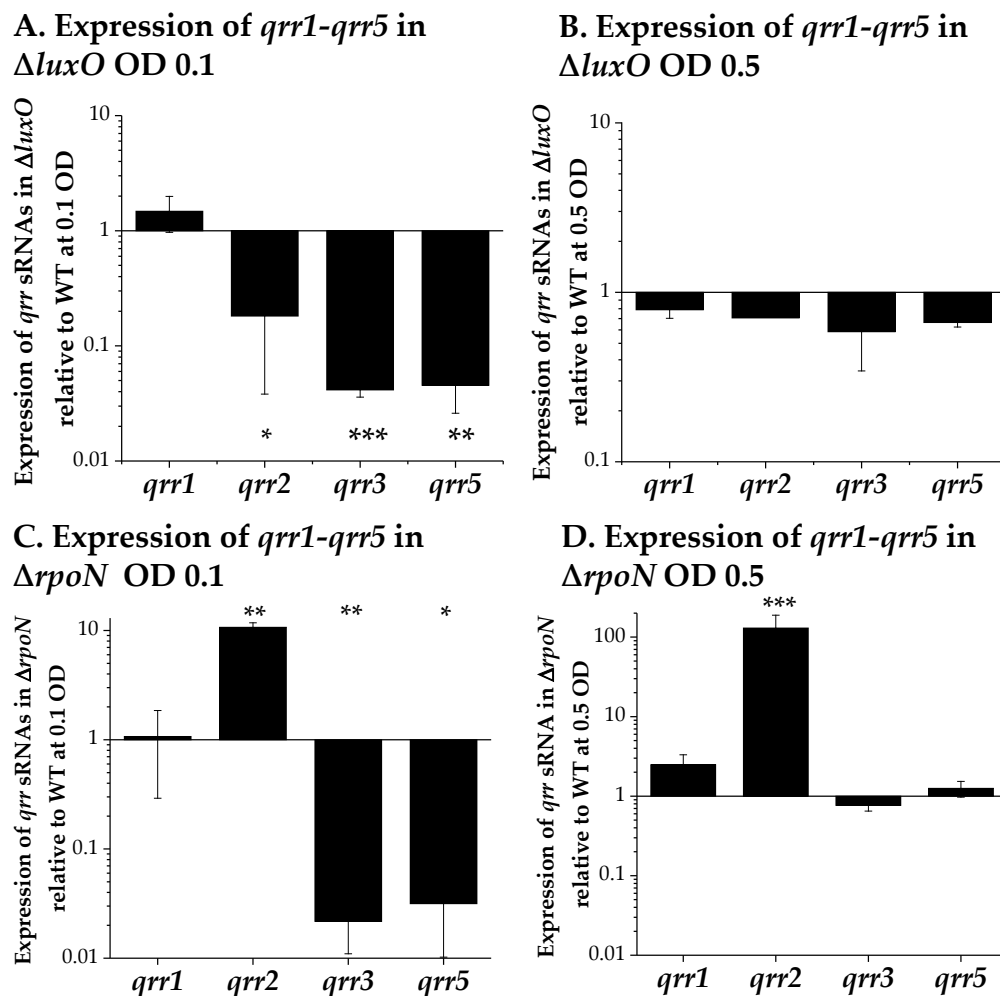 A. Expression of qrr1-qrr5 in
ΔluxO OD 0.1
Expression of qrr sRNAs in ΔluxO
relative to WT at 0.1 OD
10
1
0.1
0.01
*
***
**
qrr1
qrr2
qrr3
qrr5
B. Expression of qrr1-qrr5 in
ΔluxO OD 0.5
Expression of qrr sRNAs in ΔluxO
relative to WT at 0.5 OD
10
1
0.1
qrr1
qrr2
qrr3
qrr5
C. Expression of qrr1-qrr5 in
ΔrpoN OD 0.1
Expression of qrr sRNAs in ΔrpoN
relative to WT at 0.1 OD
**
**
*
10
1
0.1
0.01
qrr1
qrr2
qrr3
qrr5
D. Expression of qrr1-qrr5 in
ΔrpoN OD 0.5
Expression of qrr sRNA in ΔrpoN
relative to WT at 0.5 OD
***
100
10
1
0.1
0.01
qrr1
qrr2
qrr3
qrr5